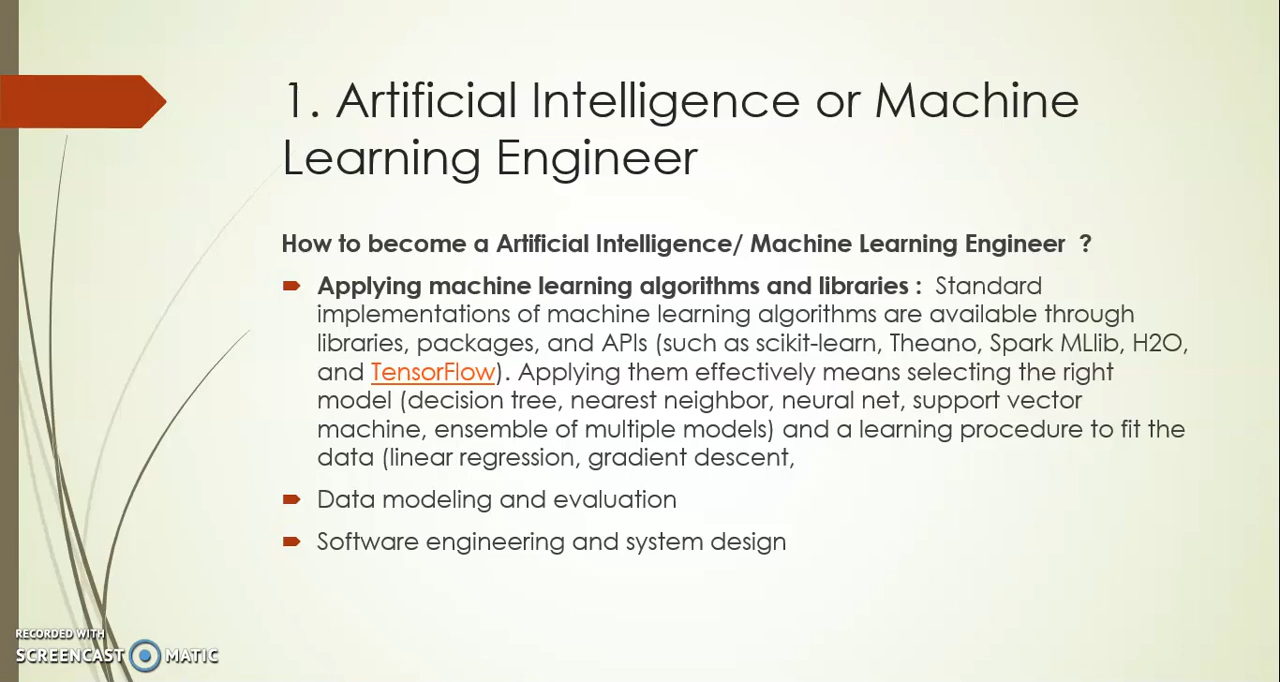 1. Artificial Intelligence or Machine
Learning Engineer
How to become a Artificial Intelligence/ Machine Learning Engineer ?
Applying machine learning algorithms and libraries : Standard
implementations of machine learning algorithms are available through
libraries, packages, and APIs (such as scikit-learn, Theano, Spark MLlib, H2O,
and TensorFlow). Applying them effectively means selecting the right
model (decision tree, nearest neighbor, neural net, support vector
machine, ensemble of multiple models) and a learning procedure to fit the
data (linear regression, gradient descent,
Data modeling and evaluation
Software engineering and system design
RECORDED WITH
SCREENCAST MATIC